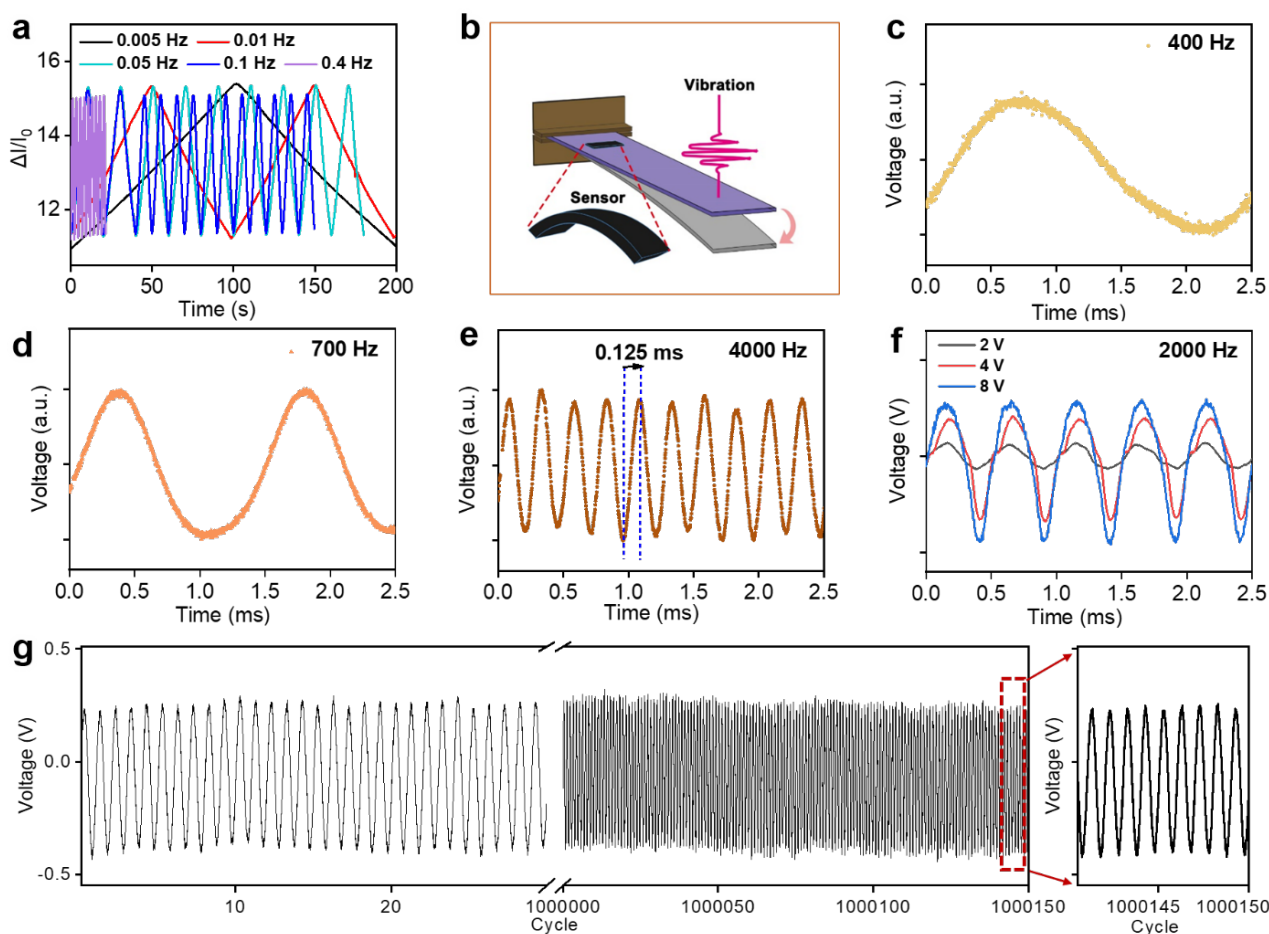 a
0.005 Hz 0.01 Hz
0.05 Hz 0.1 Hz 0.4 Hz
16
14
12
ΔI/I0
0 50 100 150 200
Time (s)
b
Vibration
Sensor
c
400 Hz
Voltage (a.u.)
0.0 0.5 1.0 1.5 2.0 2.5
Time (ms)
d
700 Hz
Voltage (a.u.)
0.0 0.5 1.0 1.5 2.0 2.5
Time (ms)
e
0.125 ms
4000 Hz
Voltage (a.u.)
0.0 0.5 1.0 1.5 2.0 2.5
Time (ms)
f
2 V
4 V
8 V
2000 Hz
Voltage (V)
0.0 0.5 1.0 1.5 2.0 2.5
Time (ms)
g
0.5
0.0
-0.5
Voltage (V)
10 20 1000000 1000050 1000100 1000150
Cycle
Voltage (V)
1000145 1000150
Cycle